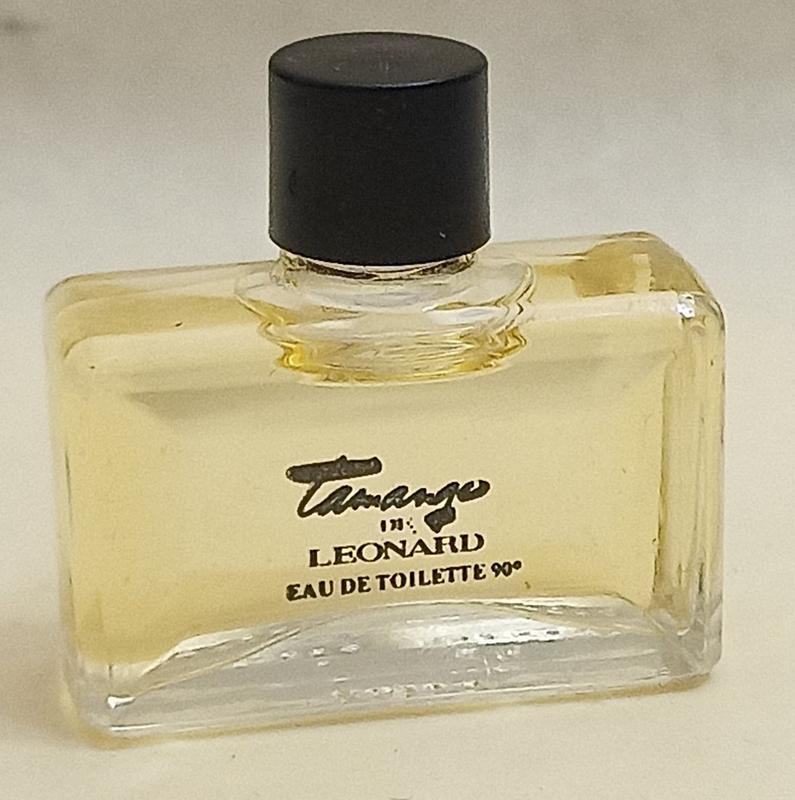 Tamango
DE
LEONARD
EAU DE TOILETTE 90°